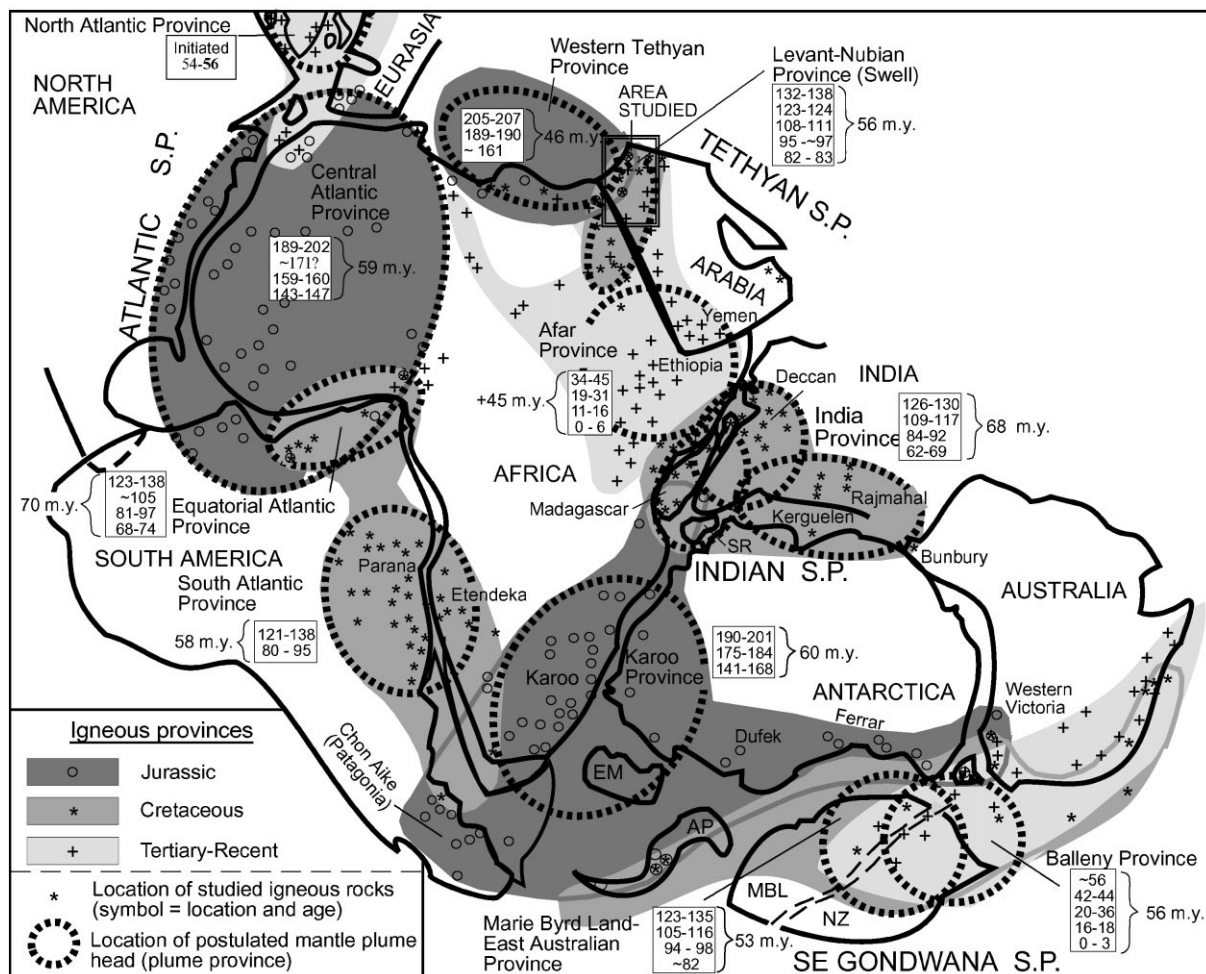 North Atlantic Province
Initiated
54-56
NORTH
AMERICA
EURASIA
ATLANTIC
S.P.
Western Tethyan
Province
AREA
STUDIED
205-207
189-190
~ 161
46 m.y.
Levant-Nubian
Province (Swell)
132-138
123-124
108-111
95 -~97
82 - 83
56 m.y.
TETHYAN S.P.
Central
Atlantic
Province
189-202
~171?
159-160
143-147
59 m.y.
ARABIA
Yemen
Afar
Province
Ethiopia
+45 m.y.
34-45
19-31
11-16
0 - 6
Deccan
INDIA
India
Province
126-130
109-117
84-92
62-69
68 m.y.
AFRICA
Madagascar
Rajmahal
Kerguelen
SR
Bunbury
INDIAN S.P.
AUSTRALIA
70 m.y.
123-138
~105
81-97
68-74
Equatorial Atlantic
Province
SOUTH AMERICA
South Atlantic
Province
58 m.y.
121-138
80 - 95
Parana
Etendeka
Karoo
Karoo
Province
190-201
175-184
141-168
60 m.y.
ANTARCTICA
Western
Victoria
Ferrar
Dufek
EM
AP
Chon Aike
(Patagonia)
MBL
NZ
Marie Byrd Land-
East Australian
Province
123-135
105-116
94 - 98
~82
53 m.y.
Balleny Province
~56
42-44
20-36
16-18
0 - 3
56 m.y.
SE GONDWANA S.P.
Igneous provinces
Jurassic
Cretaceous
Tertiary-Recent
Location of studied igneous rocks
(symbol = location and age)
Location of postulated mantle plume
head (plume province)